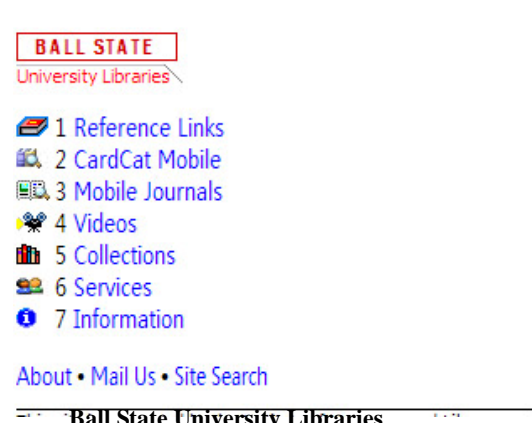 BALL STATE
University Libraries
1 Reference Links
2 CardCat Mobile
3 Mobile Journals
4 Videos
5 Collections
6 Services
7 Information
About • Mail Us • Site Search
Ball State University Libraries